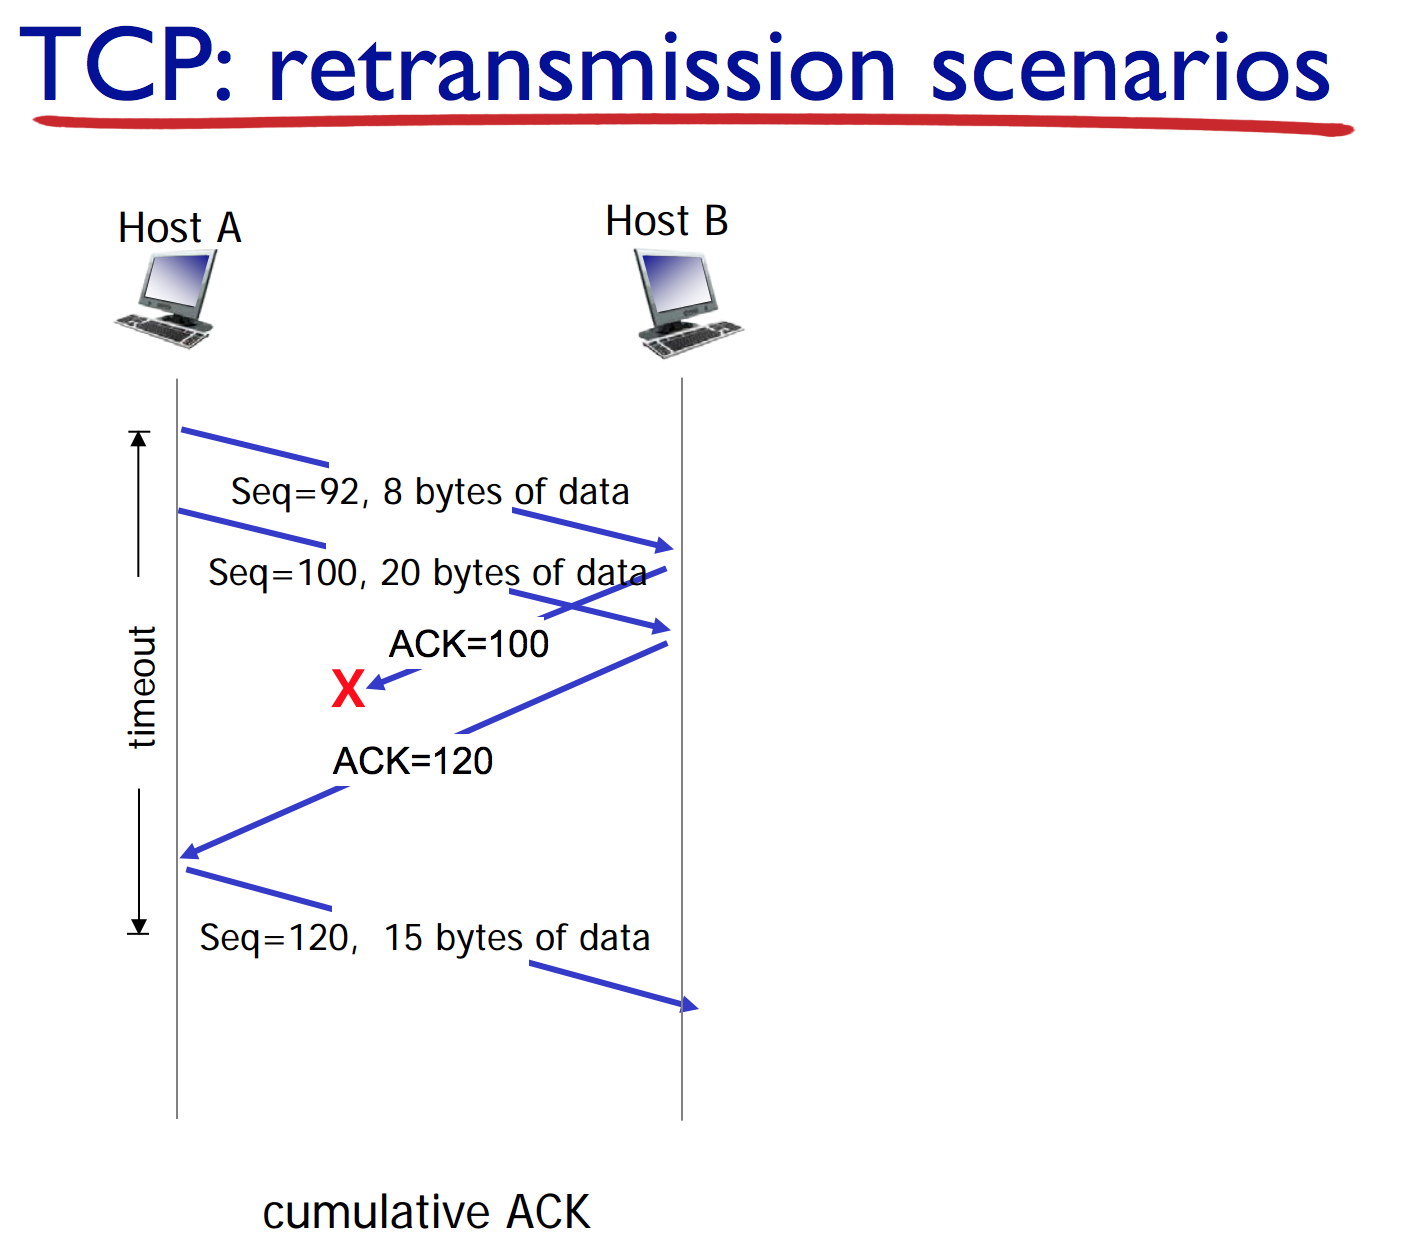 TCP: retransmission scenarios
Host A
Host B
Seq=92, 8 bytes of data
Seq=100, 20 bytes of data
ACK=100
X
timeout
ACK=120
Seq=120, 15 bytes of data
cumulative ACK